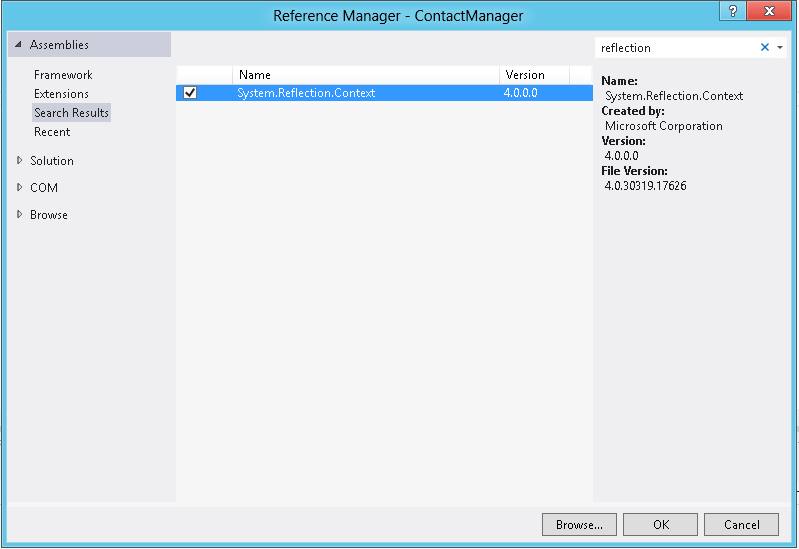 Reference Manager - ContactManager
?
x
Assemblies
Framework
Extensions
Search Results
Recent
Solution
COM
Browse
Name Version
System.Reflection.Context 4.0.0.0
reflection
Name:
System.Reflection.Context
Created by:
Microsoft Corporation
Version:
4.0.0.0
File Version:
4.0.30319.17626
Browse... OK Cancel